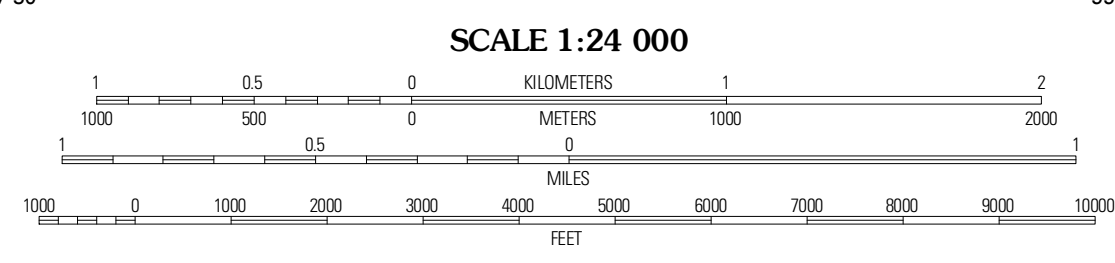 SCALE 1:24 000
1 0.5 0 KILOMETERS 1 2
1000 500 0 METERS 1000 2000
1 0.5 0 1
MILES
1000 0 1000 2000 3000 4000 5000 6000 7000 8000 9000 10000
FEET